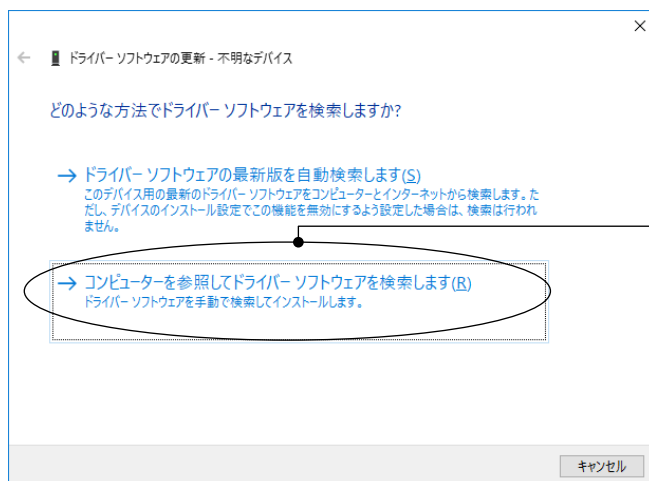 ドライバー ソフトウェアの更新 - 不明なデバイス
どのような方法でドライバー ソフトウェアを検索しますか?
ドライバー ソフトウェアの最新版を自動検索します(S)
このデバイス用の最新のドライバー ソフトウェアをコンピューターとインターネットから検索します。た
だし、デバイスのインストール設定でこの機能を無効にするよう設定した場合は、検索は行われ
ません。
コンピューターを参照してドライバー ソフトウェアを検索します(R)
ドライバー ソフトウェアを手動で検索してインストールします。
キャンセル